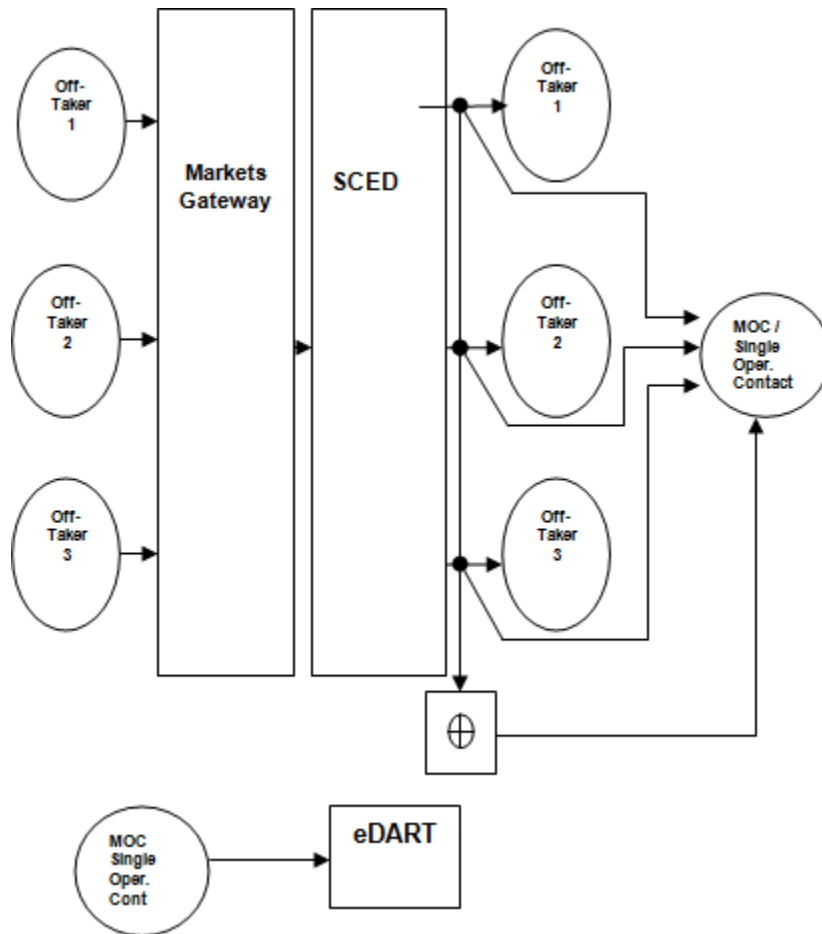 Off-
Taker
1
Off-
Taker
2
Off-
Taker
3
Markets
Gateway
SCED
Off-
Taker
1
Off-
Taker
2
Off-
Taker
3
MOC /
Single
Oper.
Contact
MOC
Single
Oper.
Cont
eDART